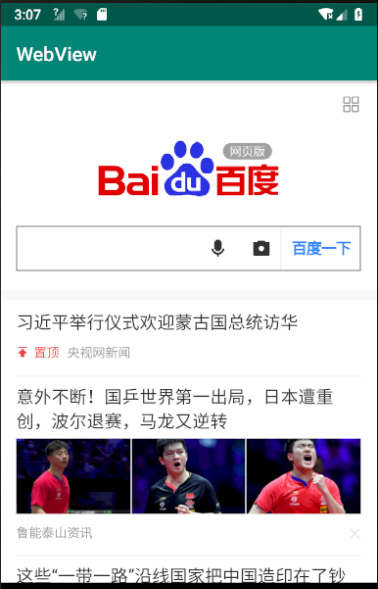 3:07
WebView
网页版
Bai du 百度
百度一下
习近平举行仪式欢迎蒙古国总统访华
置顶 央视网新闻
意外不断！国乒世界第一出局，日本遭重
创，波尔退赛，马龙又逆转
鲁能泰山资讯
这些“一带一路”沿线国家把中国造印在了钞